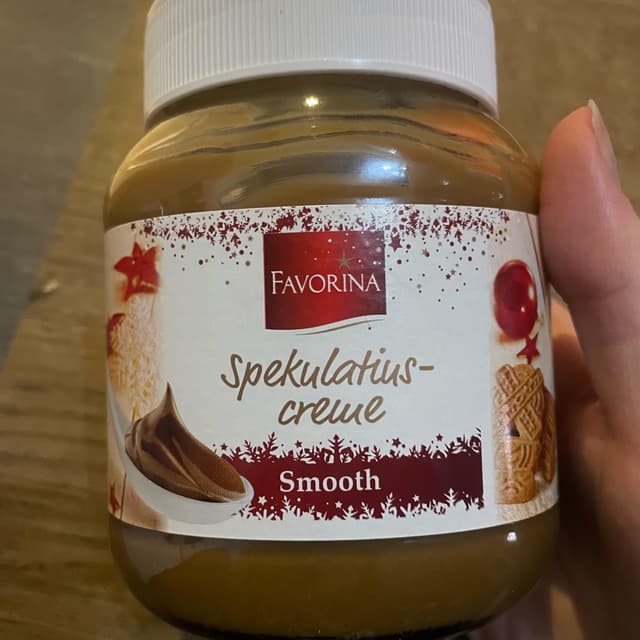 FAVORINA
Spekulatius-
creme
Smooth